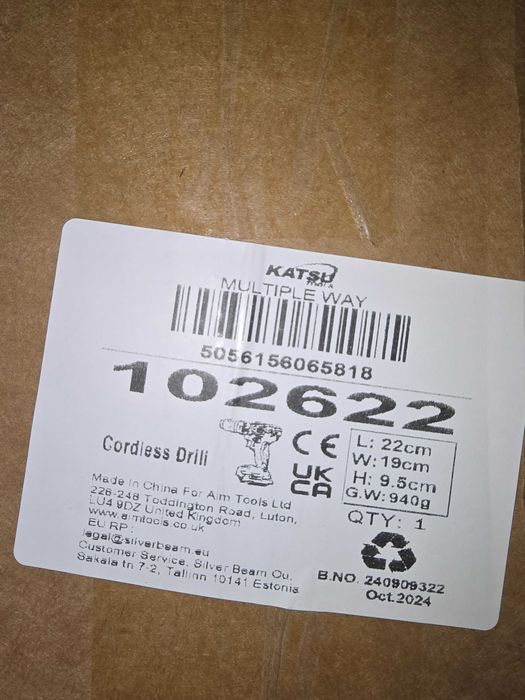 KATSU
TOOLS
MULTIPLE WAY
5056156065818
102622
Cordless Drill
CE
UK
CA
L: 22cm
W: 19cm
H: 9.5cm
G.W: 940g
QTY: 1
Made in China For Aim Tools Ltd
226-248 Toddington Road, Luton,
LU4 9DZ United Kingdom
www.aimtools.co.uk
EU RP:
legal@silverbeam.eu
Customer Service, Silver Beam Ou,
Sakala tn 7-2, Tallinn 10141 Estonia
B.NO. 240909322
Oct.2024